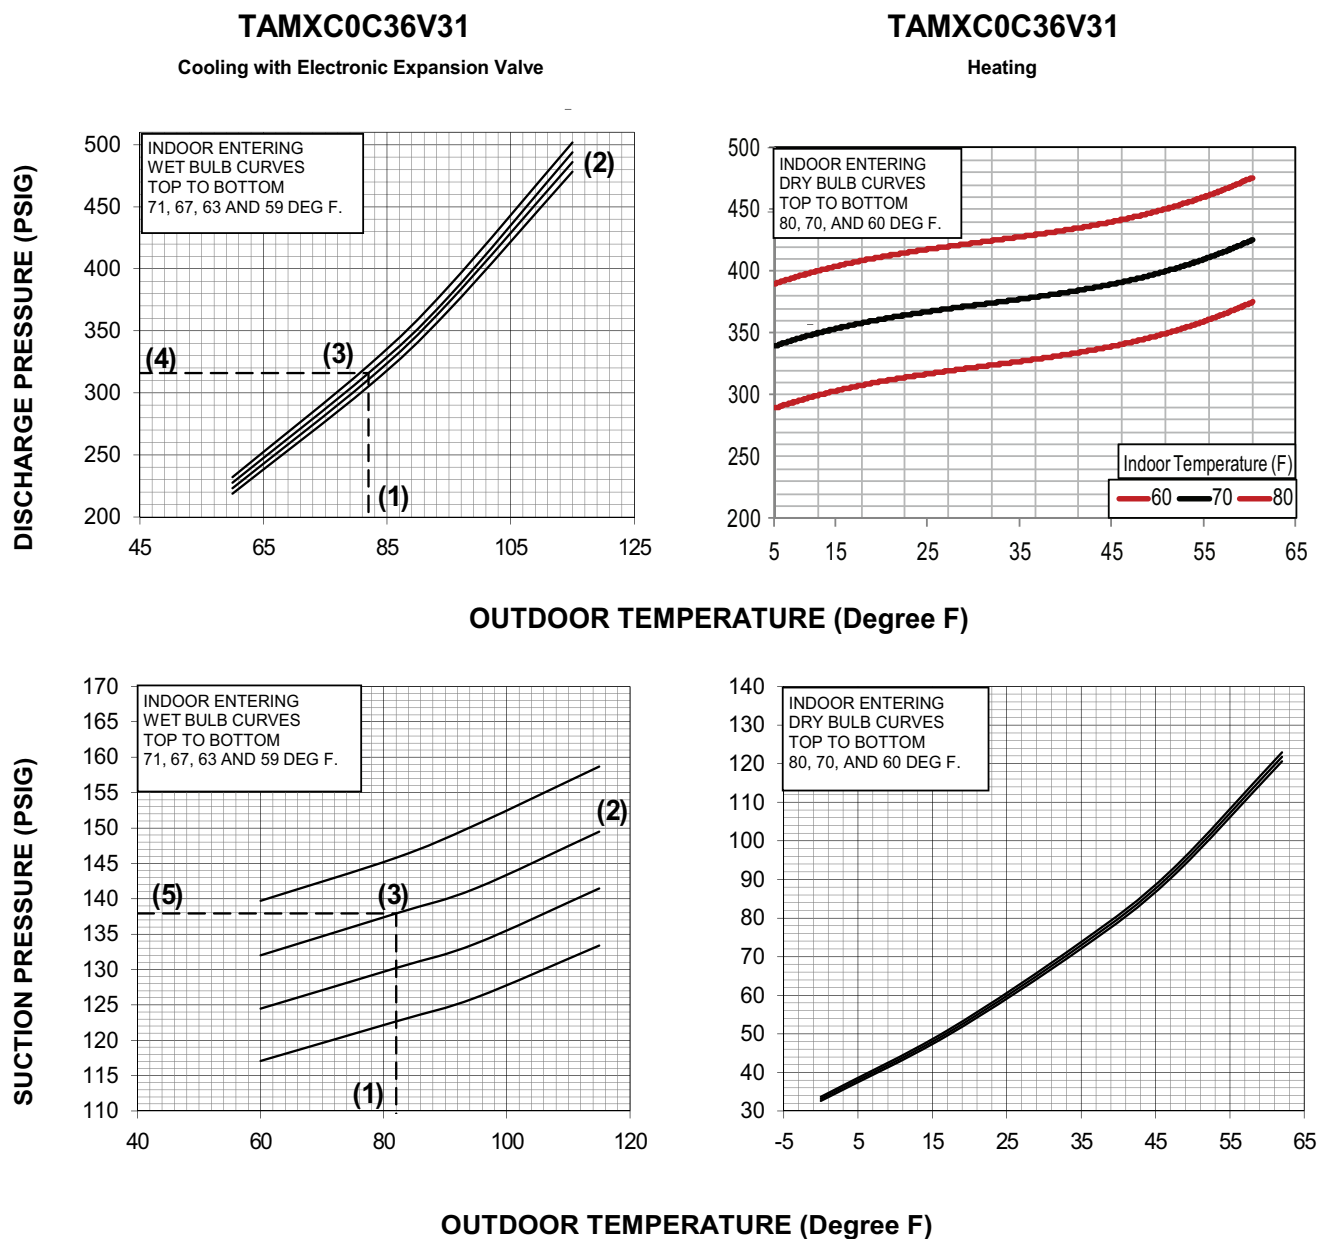 TAMXC0C36V31
Cooling with Electronic Expansion Valve
TAMXC0C36V31
Heating
DISCHARGE PRESSURE (PSIG)
500
450
400
350
300
250
200
INDOOR ENTERING
WET BULB CURVES
TOP TO BOTTOM
71, 67, 63 AND 59 DEG F.
(2)
(3)
(4)
(1)
45 65 85 105 125
500
450
400
350
300
250
200
INDOOR ENTERING
DRY BULB CURVES
TOP TO BOTTOM
80, 70, AND 60 DEG F.
Indoor Temperature (F)
60 70 80
5 15 25 35 45 55 65
OUTDOOR TEMPERATURE (Degree F)
SUCTION PRESSURE (PSIG)
170
165
160
155
150
145
140
135
130
125
120
115
110
INDOOR ENTERING
WET BULB CURVES
TOP TO BOTTOM
71, 67, 63 AND 59 DEG F.
(2)
(5)
(3)
(1)
40 60 80 100 120
140
130
120
110
100
90
80
70
60
50
40
30
INDOOR ENTERING
DRY BULB CURVES
TOP TO BOTTOM
80, 70, AND 60 DEG F.
-5 5 15 25 35 45 55 65
OUTDOOR TEMPERATURE (Degree F)